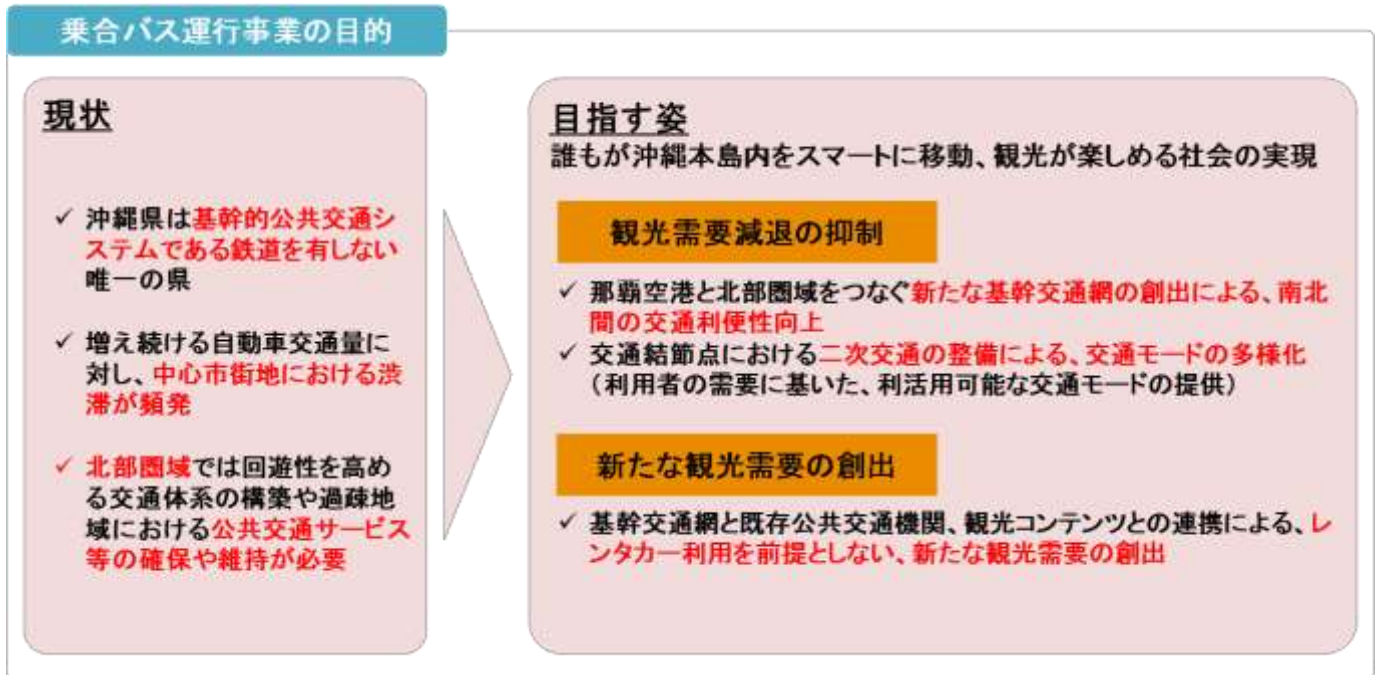 乗合バス運行事業の目的
現状
✓ 沖縄県は基幹的公共交通シ
ステムである鉄道を有しない
唯一の県
✓ 増え続ける自動車交通量に
対し、中心市街地における渋
滞が頻発
✓ 北部圏域では回遊性を高め
る交通体系の構築や過疎地
域における公共交通サービス
等の確保や維持が必要
目指す姿
誰もが沖縄本島内をスマートに移動、観光が楽しめる社会の実現
観光需要減退の抑制
✓ 那覇空港と北部圏域をつなぐ新たな基幹交通網の創出による、南北
間の交通利便性向上
✓ 交通結節点における二次交通の整備による、交通モードの多様化
（利用者の需要に基いた、利活用可能な交通モードの提供）
新たな観光需要の創出
✓ 基幹交通網と既存公共交通機関、観光コンテンツとの連携による、レ
ンタカー利用を前提としない、新たな観光需要の創出